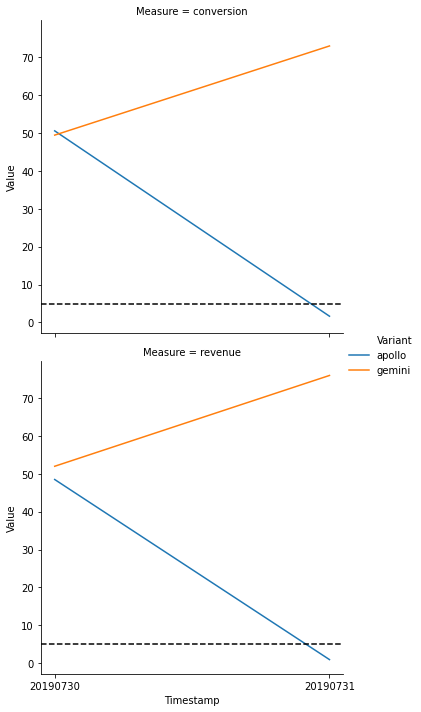 Measure = conversion
70
60
50
40
30
20
10
0
Value
Measure = revenue
70
60
50
40
30
20
10
0
Value
20190730 20190731
Timestamp
Variant
apollo
gemini